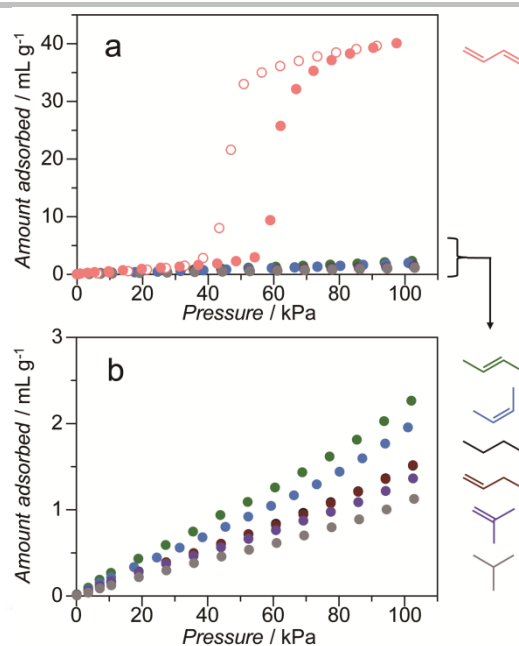 a
Amount adsorbed / mL g⁻¹
40
30
20
10
0
0 20 40 60 80 100
Pressure / kPa
b
Amount adsorbed / mL g⁻¹
3
2
1
0
0 20 40 60 80 100
Pressure / kPa